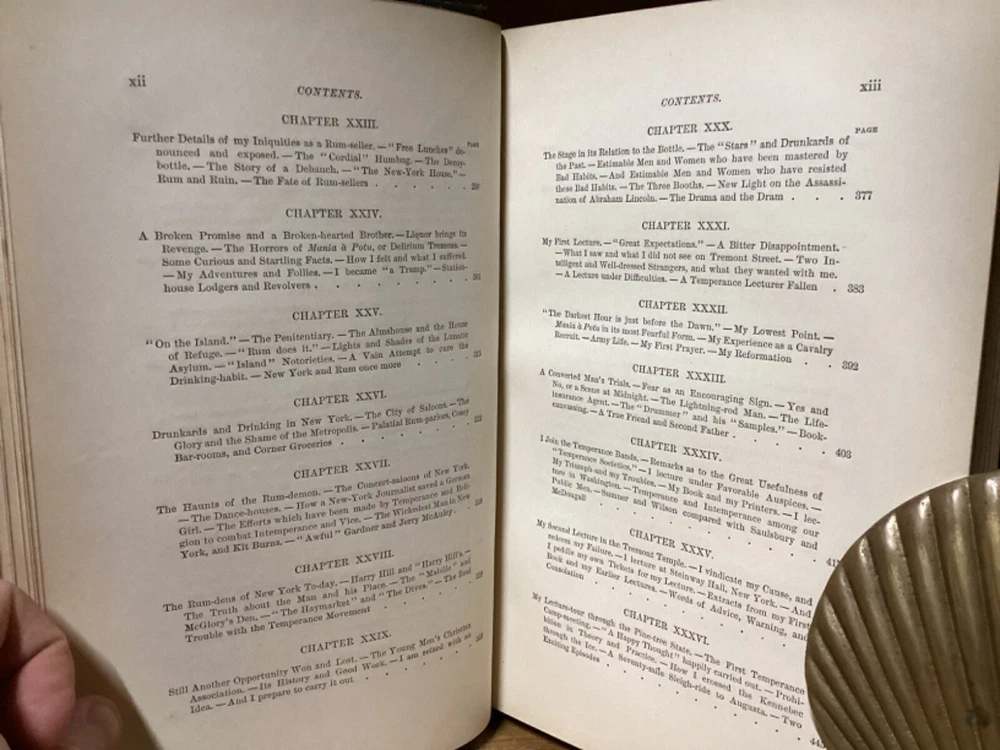 xii
CONTENTS.
CHAPTER XXIII.
PAGE
Further Details of my Iniquities as a Rum-seller. — "Free Lunches" de-
nounced and exposed. — The "Cordial" Humbug. — The Demy-
bottle. — The Story of a Debauch. — "The New-York House." —
Rum and Ruin. — The Fate of Rum-sellers . . . . .
CHAPTER XXIV.
A Broken Promise and a Broken-hearted Brother. — Liquor brings its
Revenge. — The Horrors of Mania à Potu, or Delirium Tremens. —
Some Curious and Startling Facts. — How I felt and what I suffered.
— My Adventures and Follies. — I became "a Tramp." — Station-
house Lodgers and Revolvers . . . . . . .
CHAPTER XXV.
"On the Island." — The Penitentiary. — The Almshouse and the House
of Refuge. — "Rum does it." — Lights and Shades of the Lunatic
Asylum. — "Island" Notorieties. — A Vain Attempt to cure the
Drinking-habit. — New York and Rum once more . . . .
CHAPTER XXVI.
Drunkards and Drinking in New York. — The City of Saloons. — The
Glory and the Shame of the Metropolis. — Palatial Rum-parlors, Cosey
Bar-rooms, and Corner Groceries . . . . . .
CHAPTER XXVII.
The Haunts of the Rum-demon. — The Concert-saloons of New York.
— The Dance-houses. — How a New-York Journalist saved a German
Girl. — The Efforts which have been made by Temperance and Reli-
gion to combat Intemperance and Vice. — The Wickedest Man in New
York, and Kit Burns. — "Awful" Gardner and Jerry McAuley .
CHAPTER XXVIII.
The Rum-dens of New York To-day. — Harry Hill and "Harry Hill's. —
The Truth about the Man and his Place. — The "Mabille" and
McGlory's Den. — "The Haymarket" and "The Dives." — The Real
Trouble with the Temperance Movement . . . . .
CHAPTER XXIX.
Still Another Opportunity Won and Lost. — The Young Men's Christian
Association. — Its History and Good Work. — I am seized with an
Idea. — And I prepare to carry it out . . . . .
xiii
CONTENTS.
CHAPTER XXX.
PAGE
The Stage in its Relation to the Bottle. — The "Stars" and Drunkards of
the Past. — Estimable Men and Women who have been mastered by
Bad Habits. — And Estimable Men and Women who have resisted
these Bad Habits. — The Three Booths. — New Light on the Assassi-
nation of Abraham Lincoln. — The Drama and the Dram . . . 377
CHAPTER XXXI.
My First Lecture. — "Great Expectations." — A Bitter Disappointment.
— What I saw and what I did not see on Tremont Street. — Two In-
telligent and Well-dressed Strangers, and what they wanted with me.
— A Lecture under Difficulties. — A Temperance Lecturer Fallen . 383
CHAPTER XXXII.
"The Darkest Hour is just before the Dawn." — My Lowest Point. —
Mania à Potu in its most Fearful Form. — My Experience as a Cavalry
Recruit. — Army Life. — My First Prayer. — My Reformation . . 392
CHAPTER XXXIII.
A Converted Man's Trials. — Fear as an Encouraging Sign. — Yes and
No, or a Scene at Midnight. — The Lightning-rod Man. — The Life-
insurance Agent. — The "Drummer" and his "Samples." — Book-
canvassing. — A True Friend and Second Father . . . . 403
CHAPTER XXXIV.
I Join the Temperance Bands. — Remarks as to the Great Usefulness of
"Temperance Societies." — I lecture under Favorable Auspices. —
My Triumph and my Troubles. — My Book and my Printers. — I lec-
ture in Washington. — Temperance and Intemperance among our
Public Men. — Sumner and Wilson compared with Saulsbury and
McDougall . . . . . . . .
CHAPTER XXXV.
My Second Lecture in the Tremont Temple. — I vindicate my Cause, and
redeem my Failure. — I lecture at Steinway Hall, New York. — And
I peddle my own Tickets for my Lecture. — Extracts from my First
Book and my Earlier Lectures. — Words of Advice, Warning, and
Consolation . . . . . . . .
CHAPTER XXXVI.
My Lecture-tour through the Pine-tree State. — The First Temperance
Camp-meeting. — "A Happy Thought" happily carried out. — Prohi-
bition in Theory and Practice. — How I crossed the Kennebec
through the Ice. — A Seventy-mile Sleigh-ride to Augusta. — Two
Exciting Episodes . . . . . . . .